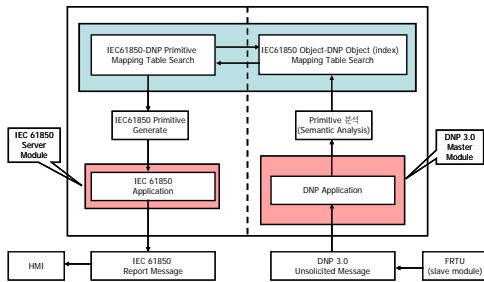 IEC61850-DNP Primitive
Mapping Table Search
IEC61850 Object-DNP Object (index)
Mapping Table Search
IEC61850 Primitive
Generate
Primitive 분석
(Semantic Analysis)
IEC 61850
Server
Module
DNP 3.0
Master
Module
IEC 61850
Application
DNP Application
HMI
IEC 61850
Report Message
DNP 3.0
Unsolicited Message
FRTU
(slave module)